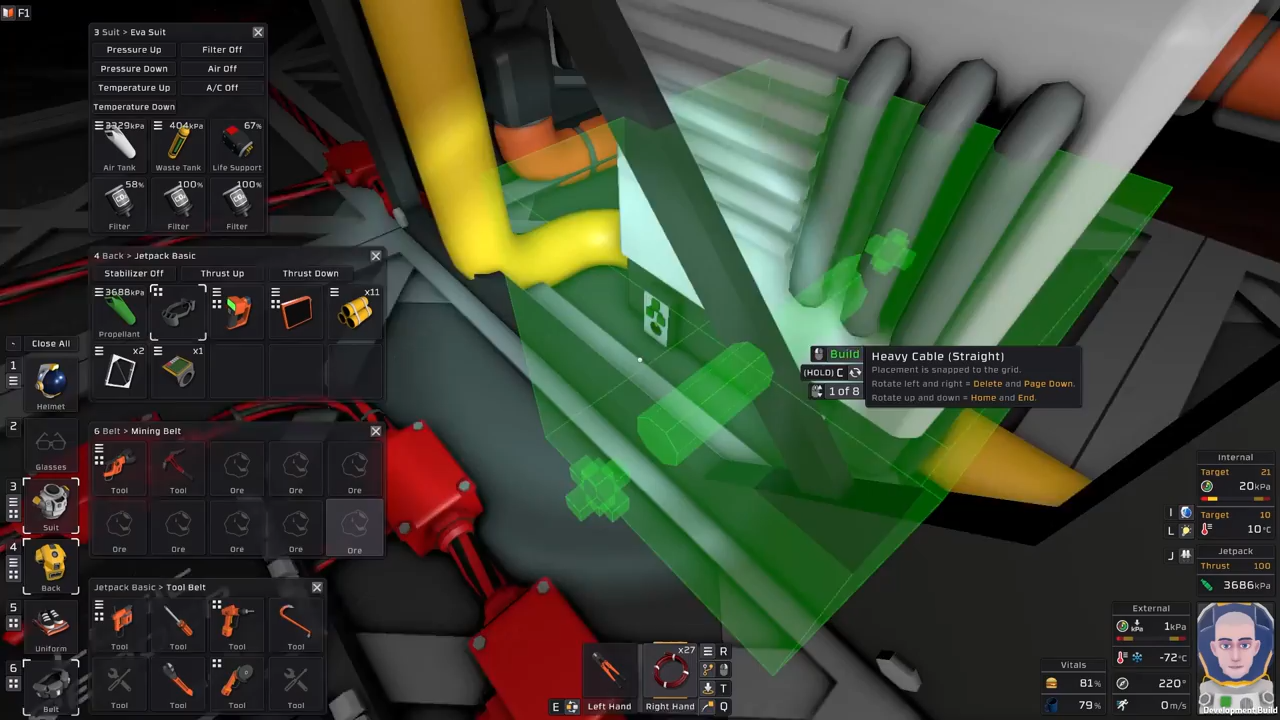 F1
3 Suit > Eva Suit
Pressure Up
Filter Off
Pressure Down
Air Off
Temperature Up
A/C Off
Temperature Down
3329kPa
404kPa
67%
Air Tank
Waste Tank
Life Support
58%
100%
100%
Filter
Filter
Filter
4 Back > Jetpack Basic
Stabilizer Off
Thrust Up
Thrust Down
3688kPa
x11
Propellant
x2
x1
Close All
1
Helmet
2
Glasses
3
Suit
4
Back
5
Uniform
6
Belt
6 Belt > Mining Belt
Tool
Tool
Ore
Ore
Ore
Ore
Ore
Ore
Ore
Ore
Jetpack Basic > Tool Belt
Tool
Tool
Tool
Tool
Tool
Tool
Tool
Tool
Build
(HOLD) C
1 of 8
Heavy Cable (Straight)
Placement is snapped to the grid.
Rotate left and right = Delete and Page Down.
Rotate up and down = Home and End.
x27
R
T
E
Left Hand
Right Hand
Q
Internal
Target 21
20kPa
Target 10
I
L
10°C
Jetpack
J
Thrust 100
3686kPa
External
kPa
1kPa
-72°C
220°
0m/s
Vitals
81%
79%
Development Build